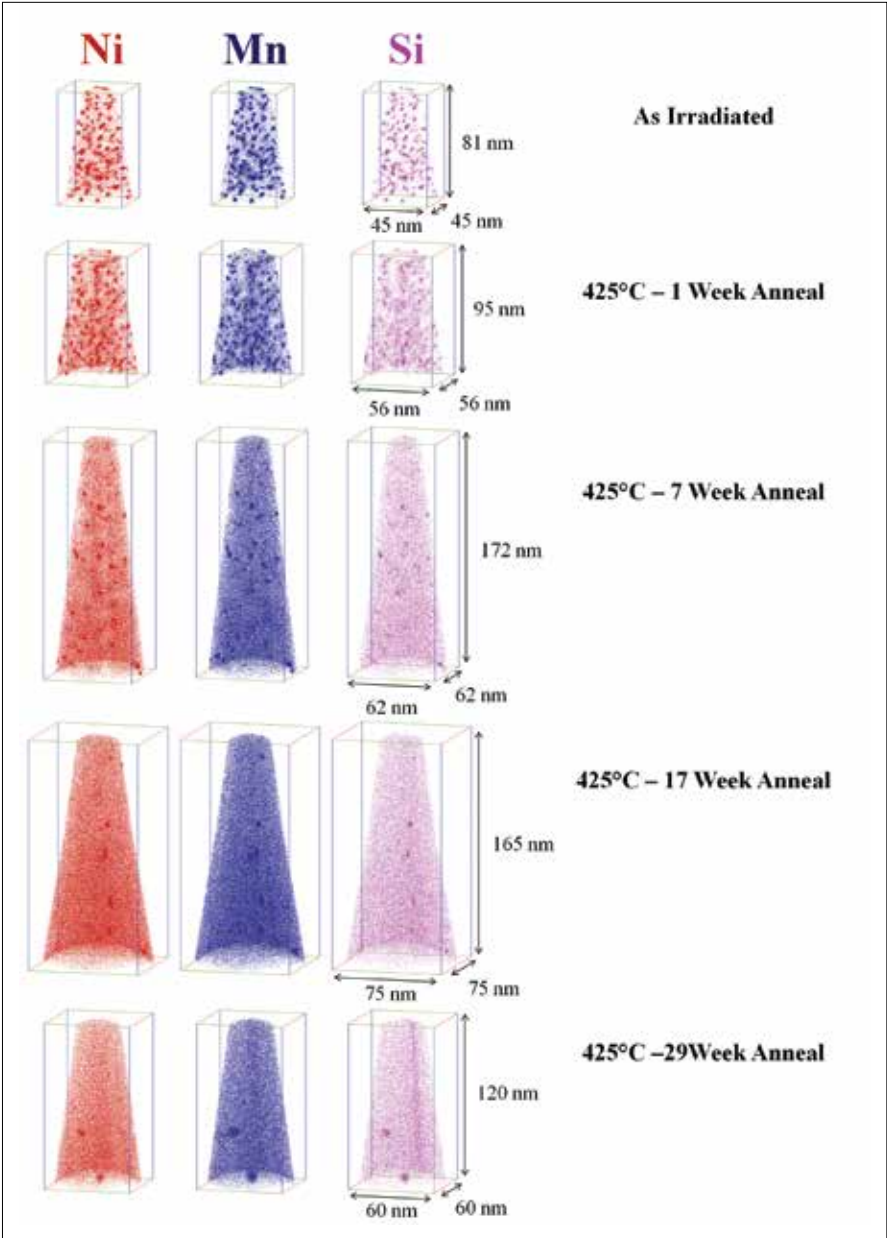 Ni Mn Si
As Irradiated
81 nm
45 nm
45 nm
425°C – 1 Week Anneal
95 nm
56 nm
56 nm
425°C – 7 Week Anneal
172 nm
62 nm
62 nm
425°C – 17 Week Anneal
165 nm
75 nm
75 nm
425°C –29Week Anneal
120 nm
60 nm
60 nm